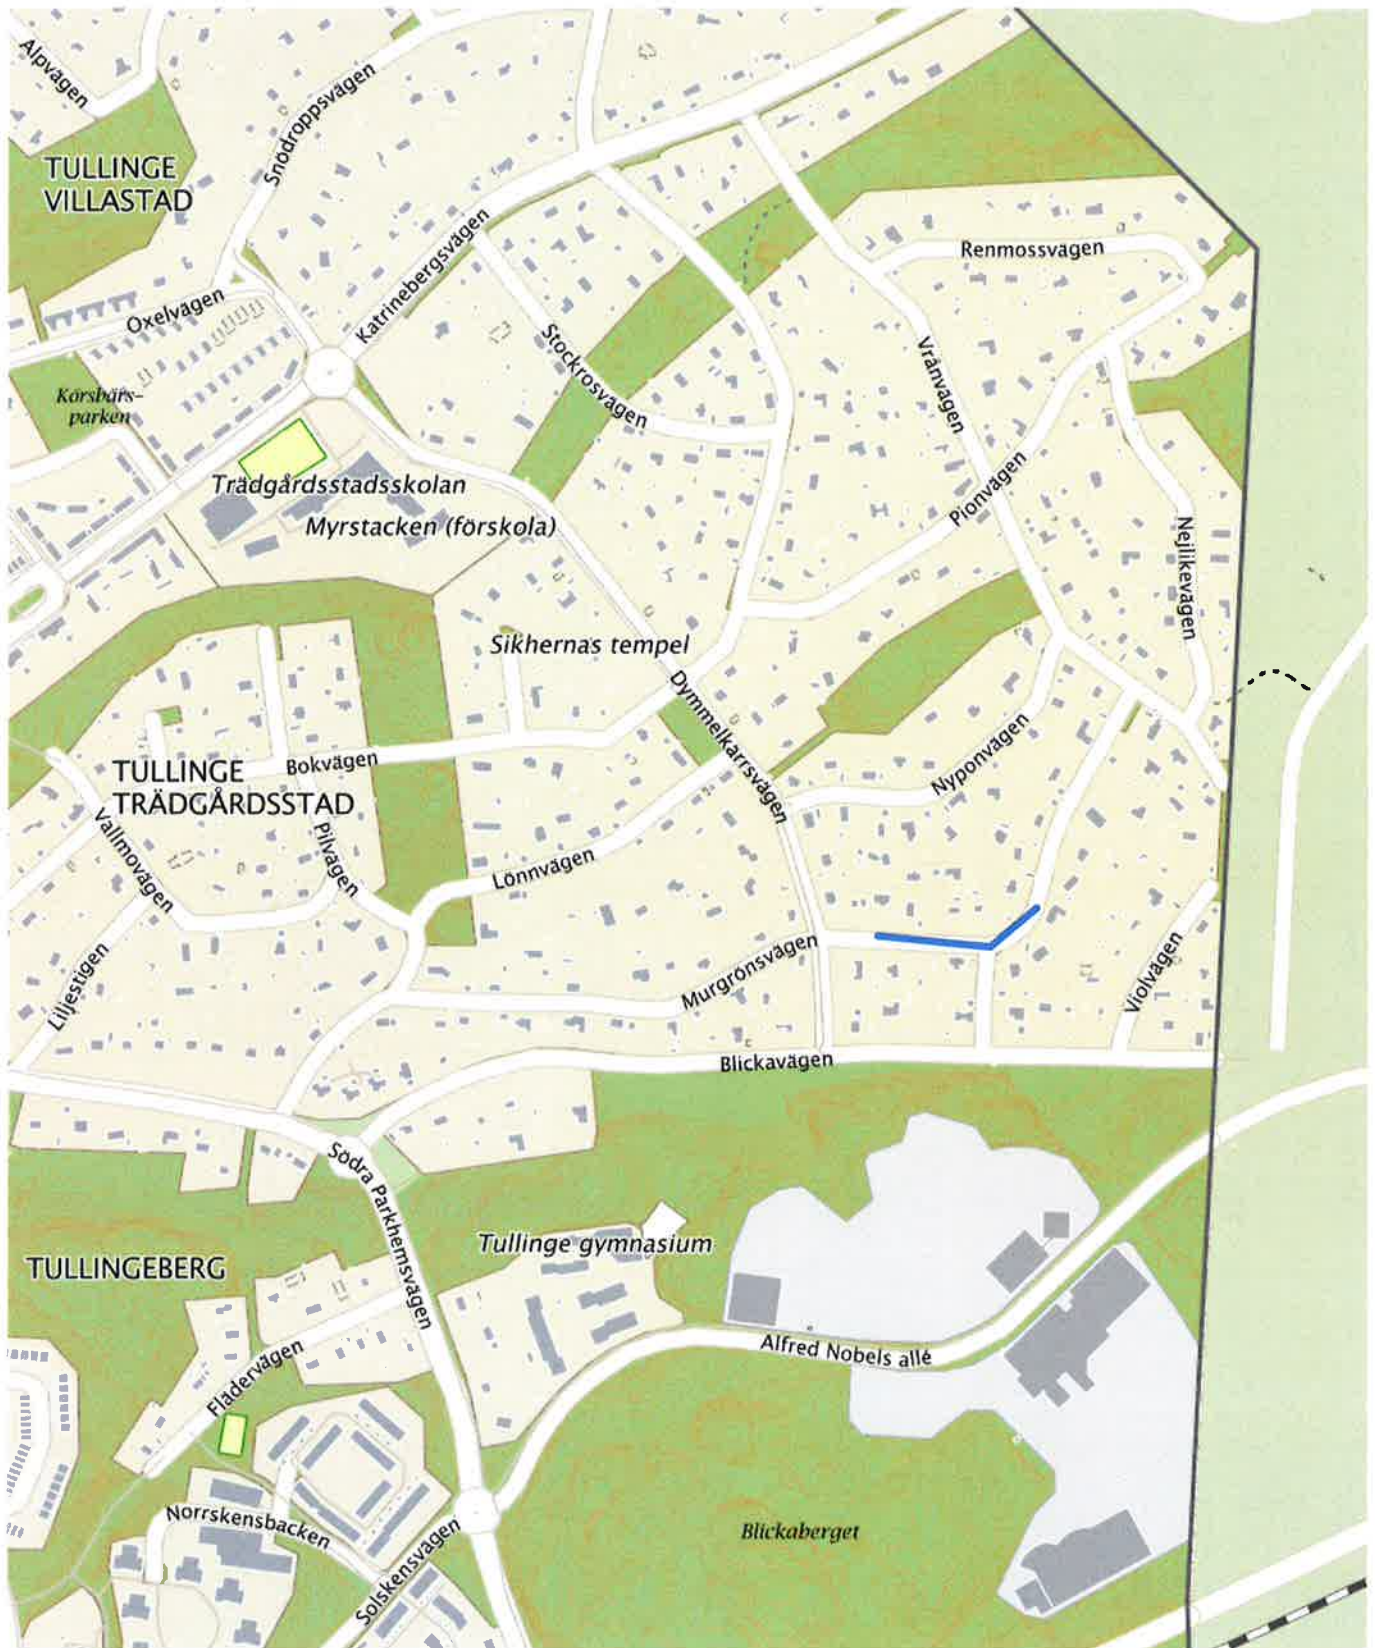 Alpvägen
Snödroppsvägen
TULLINGE
VILLASTAD
Katrinebergsvägen
Renmossvägen
Oxelvägen
Stockrosvägen
Vrånvägen
Körsbärs-
parken
Trädgårdsstadsskolan
Pionvägen
Myrstacken (förskola)
Nejlikevägen
Sikhernas tempel
Dymmelkärrsvägen
Nyponvägen
Bokvägen
TULLINGE
TRÄDGÅRDSSTAD
Vallmovägen
Pilvägen
Lönnvägen
Liljestigen
Murgrönsvägen
Violvägen
Blickavägen
Södra Parkhemsvägen
Tullinge gymnasium
TULLINGEBERG
Alfred Nobels allé
Flädervägen
Norrskensbacken
Blickaberget
Solskensvägen